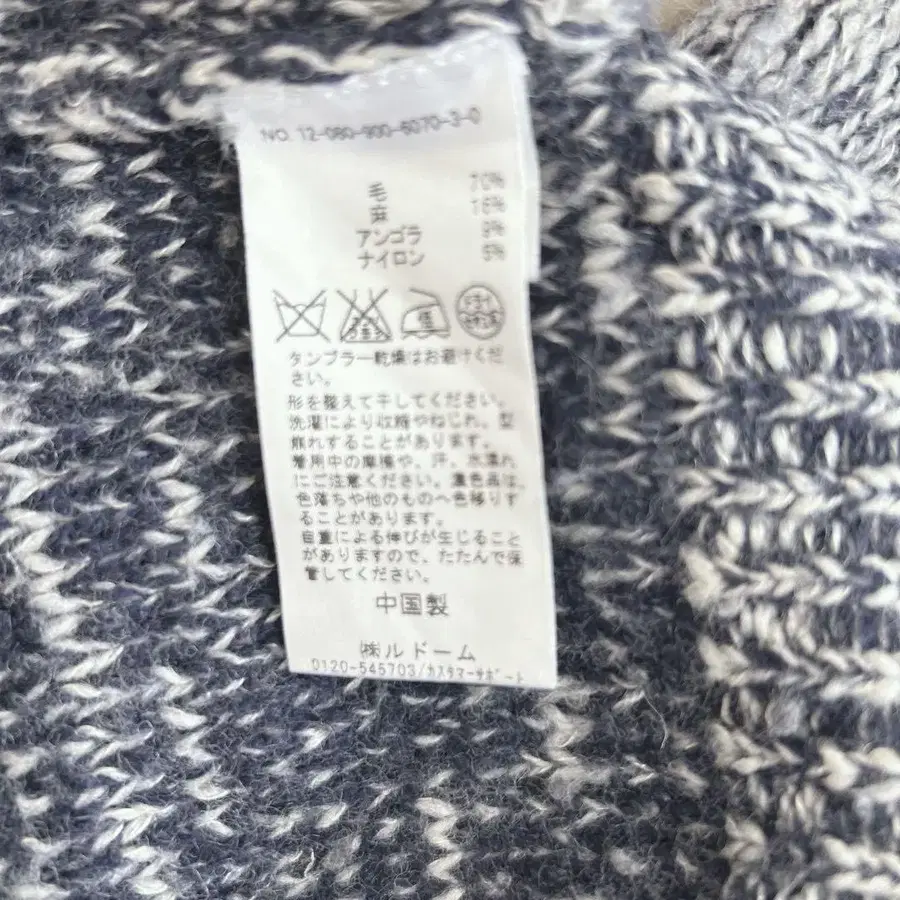 NO. 12-080-900-6070-3-0
毛 70%
麻 16%
アンゴラ 9%
ナイロン 5%
タンブラー乾燥はお避けくだ
さい。
形を整えて干してください。
洗濯により収縮やねじれ、型
崩れすることがあります。
着用中の摩擦や、汗、水濡れ
にご注意ください。濃色品は、
色落ちや他のものへ色移りす
ることがあります。
自重による伸びが生じること
がありますので、たたんで保
管してください。
中国製
㈱ルドーム
0120-545703/カスタマーサポート